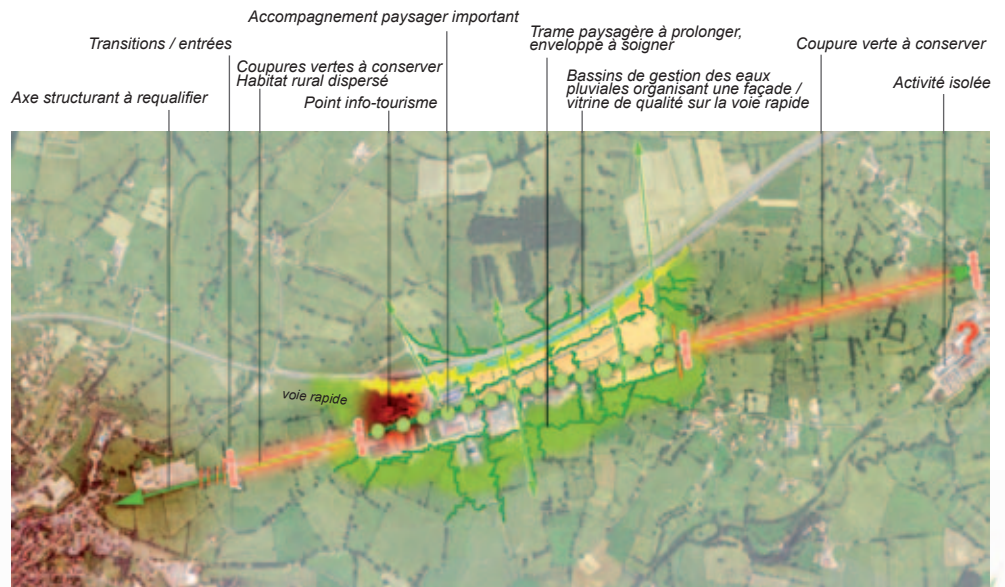 Accompagnement paysager important
Transitions / entrées
Trame paysagère à prolonger,
enveloppe à soigner
Coupure verte à conserver
Coupures vertes à conserver
Habitat rural dispersé
Bassins de gestion des eaux
pluviales organisant une façade /
vitrine de qualité sur la voie rapide
Activité isolée
Axe structurant à requalifier
Point info-tourisme
voie rapide
?